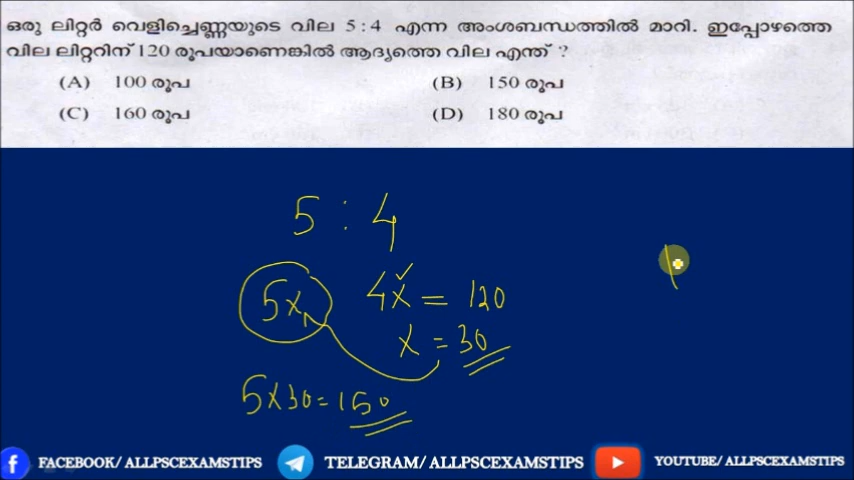 ഒരു ലിറ്റർ വെളിച്ചെണ്ണയുടെ വില 5 : 4 എന്ന അംശബന്ധത്തിൽ മാറി. ഇപ്പോഴത്തെ
വില ലിറ്ററിന് 120 രൂപയാണെങ്കിൽ ആദ്യത്തെ വില എന്ത് ?
(A) 100 രൂപ (B) 150 രൂപ
(C) 160 രൂപ (D) 180 രൂപ
5 : 4
5x 4x = 120
x = 30
5x30=150
FACEBOOK/ ALLPSCEXAMSTIPS TELEGRAM/ ALLPSCEXAMSTIPS YOUTUBE/ ALLPSCEXAMSTIPS